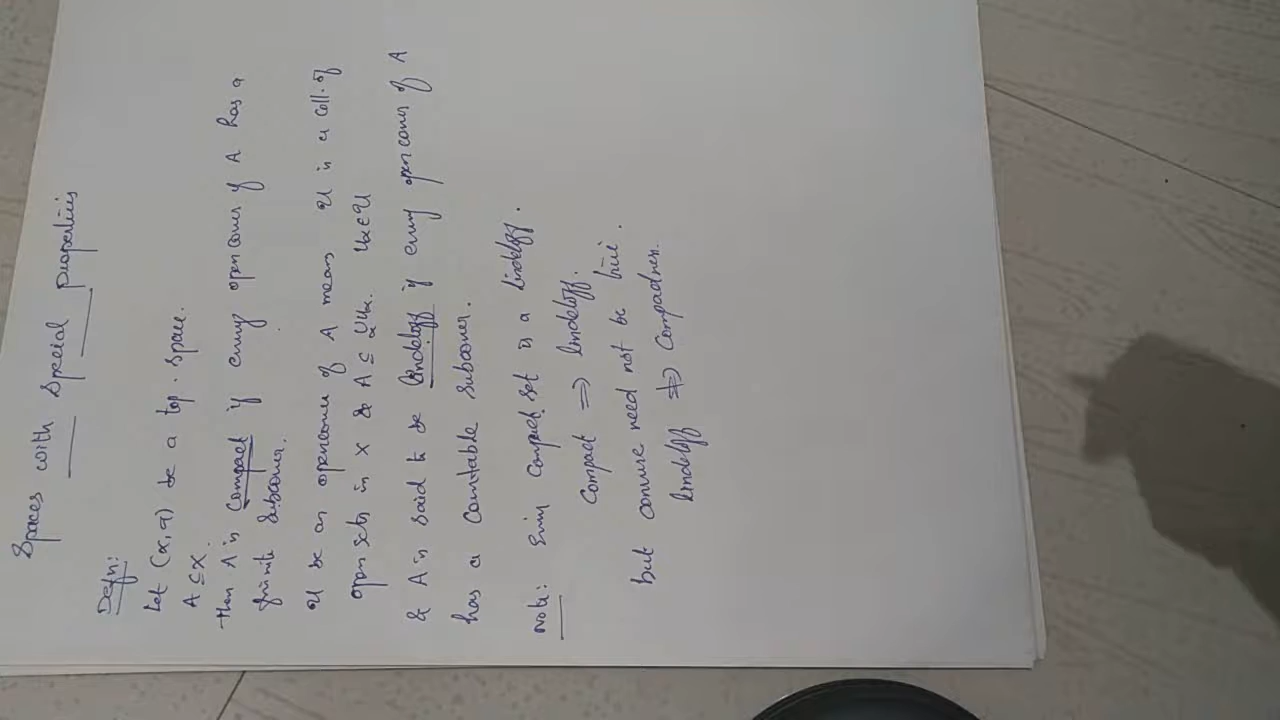 Spaces with Special properties
Defn:
Let (X, τ) be a top. space.
A ⊆ X.
then A is compact if every open cover of A has a
finite subcover.
𝒰 be an open cover of A means 𝒰 is a coll. of
open sets in X & A ⊆ ∪ Uα. Uα ∈ 𝒰
α
& A is said to be lindeloff if every open cover of A
has a countable subcover.
Note: Every compact set is a lindeloff.
Compact ⇒ lindeloff.
but converse need not be true.
lindeloff ⇏ Compactness.